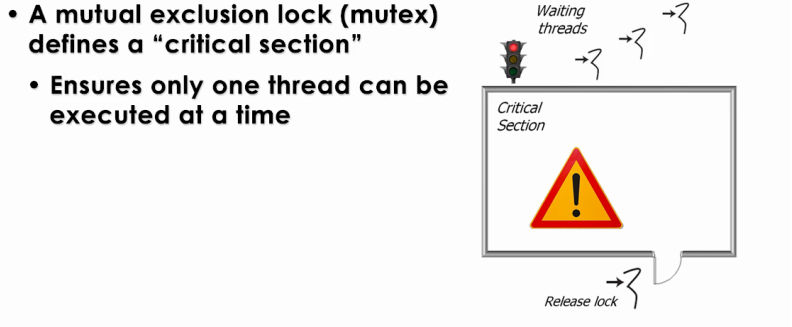 • A mutual exclusion lock (mutex)
defines a “critical section”
• Ensures only one thread can be
executed at a time
Waiting
threads
Critical
Section
Release lock